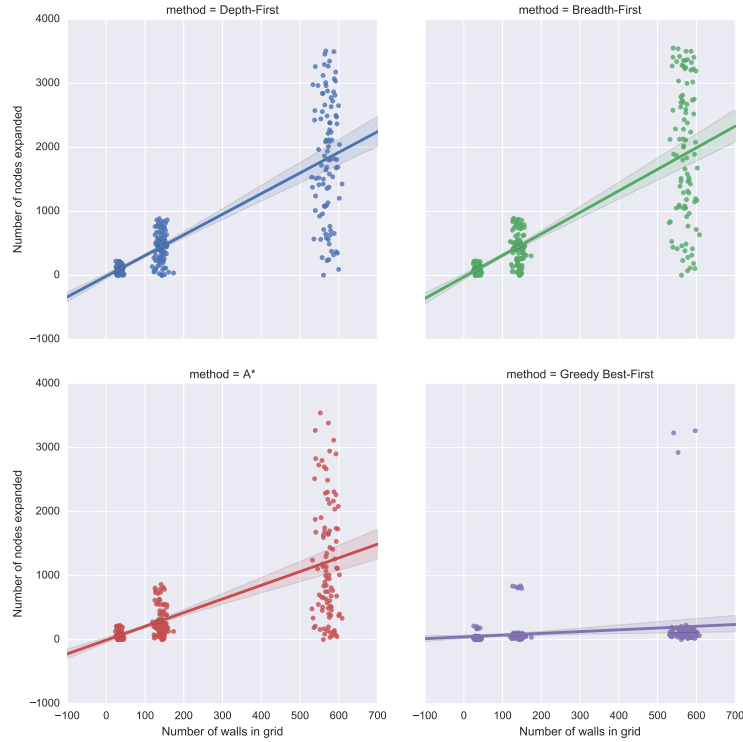 method = Depth-First
method = Breadth-First
4000
3000
2000
1000
0
−1000
Number of nodes expanded
method = A*
method = Greedy Best-First
4000
3000
2000
1000
0
−1000
Number of nodes expanded
−100 0 100 200 300 400 500 600 700
−100 0 100 200 300 400 500 600 700
Number of walls in grid
Number of walls in grid